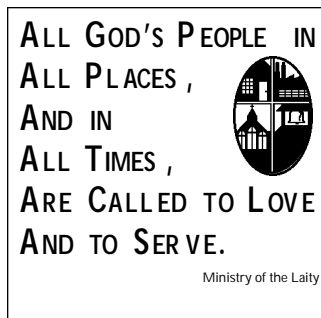 ALL GOD'S PEOPLE IN
ALL PLACES,
AND IN
ALL TIMES,
ARE CALLED TO LOVE
AND TO SERVE.
Ministry of the Laity